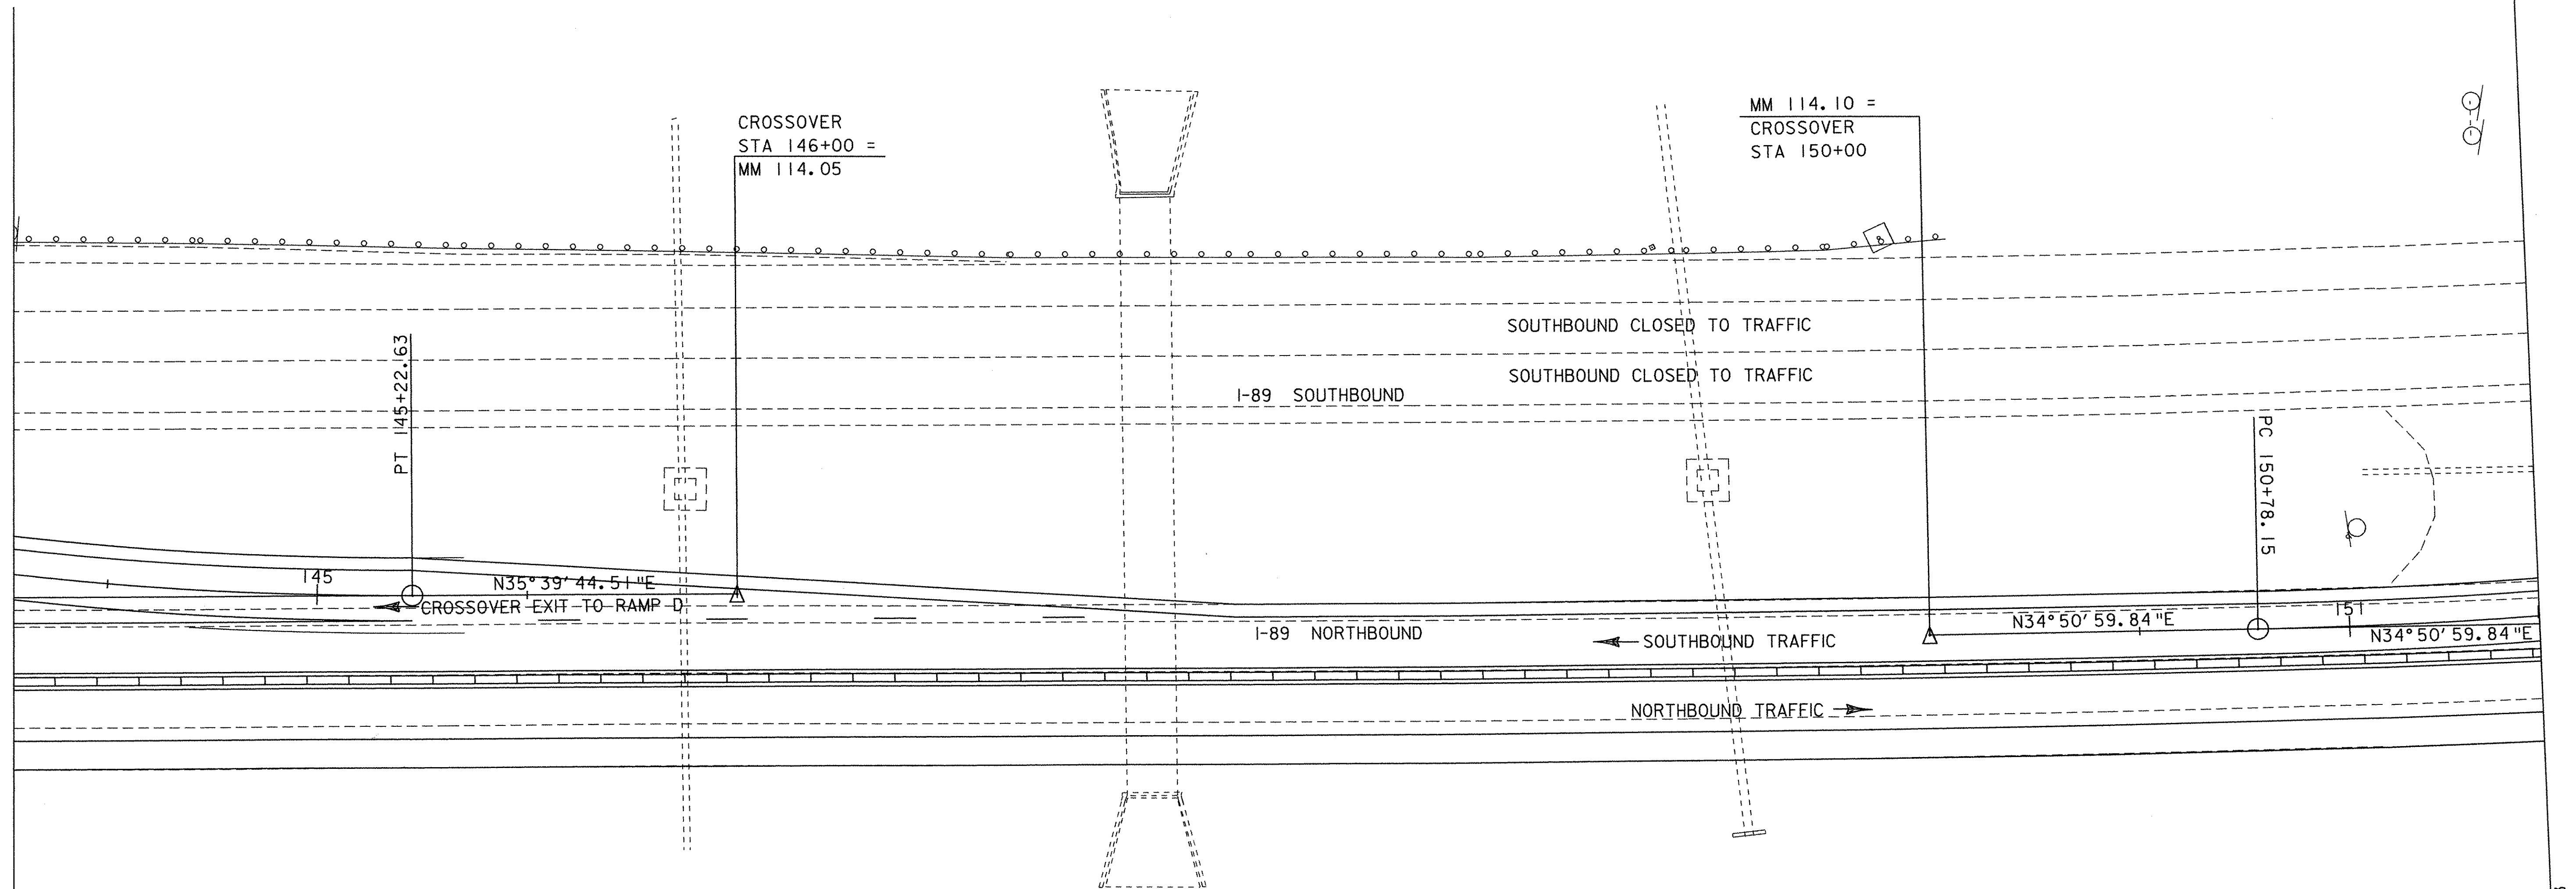 CROSSOVER
STA 146+00 =
MM 114.05
MM 114.10 =
CROSSOVER
STA 150+00
SOUTHBOUND CLOSED TO TRAFFIC
SOUTHBOUND CLOSED TO TRAFFIC
I-89 SOUTHBOUND
PT 145+22.63
PC 150+78.15
145
N35°39'44.51"E
CROSSOVER EXIT TO RAMP D
I-89 NORTHBOUND
SOUTHBOUND TRAFFIC
N34°50'59.84"E
151
N34°50'59.84"E
NORTHBOUND TRAFFIC